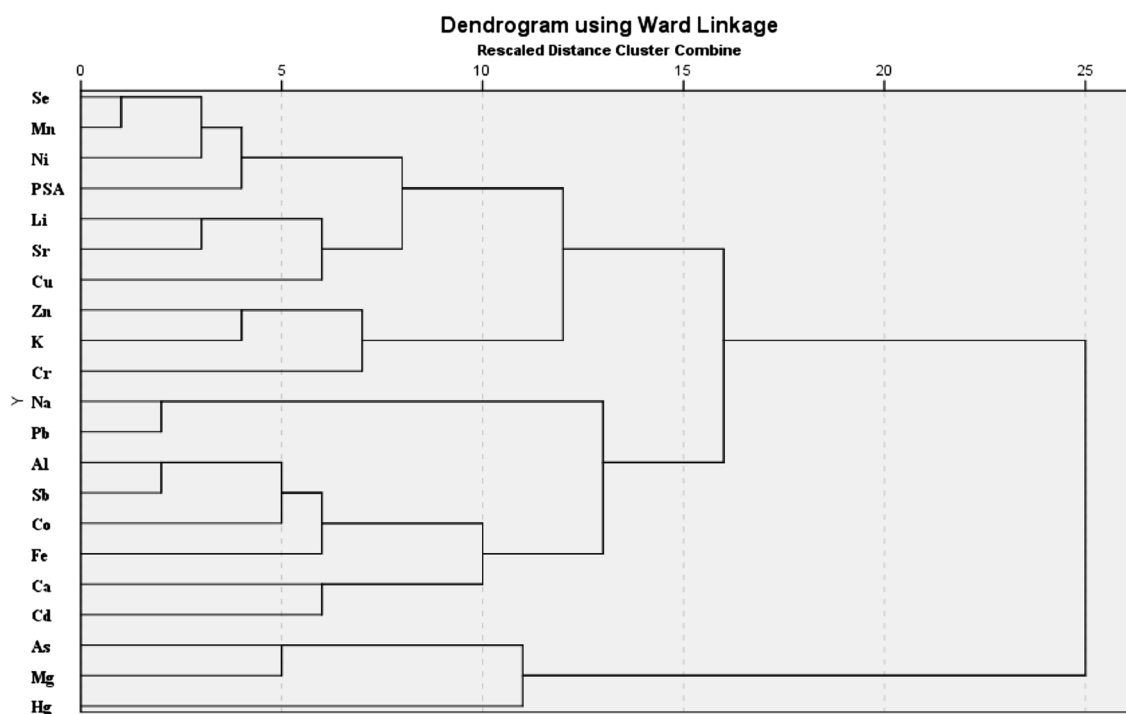 Dendrogram using Ward Linkage
Rescaled Distance Cluster Combine
0 5 10 15 20 25
Se
Mn
Ni
PSA
Li
Sr
Cu
Zn
K
Cr
Y
Na
Pb
Al
Sb
Co
Fe
Ca
Cd
As
Mg
Hg